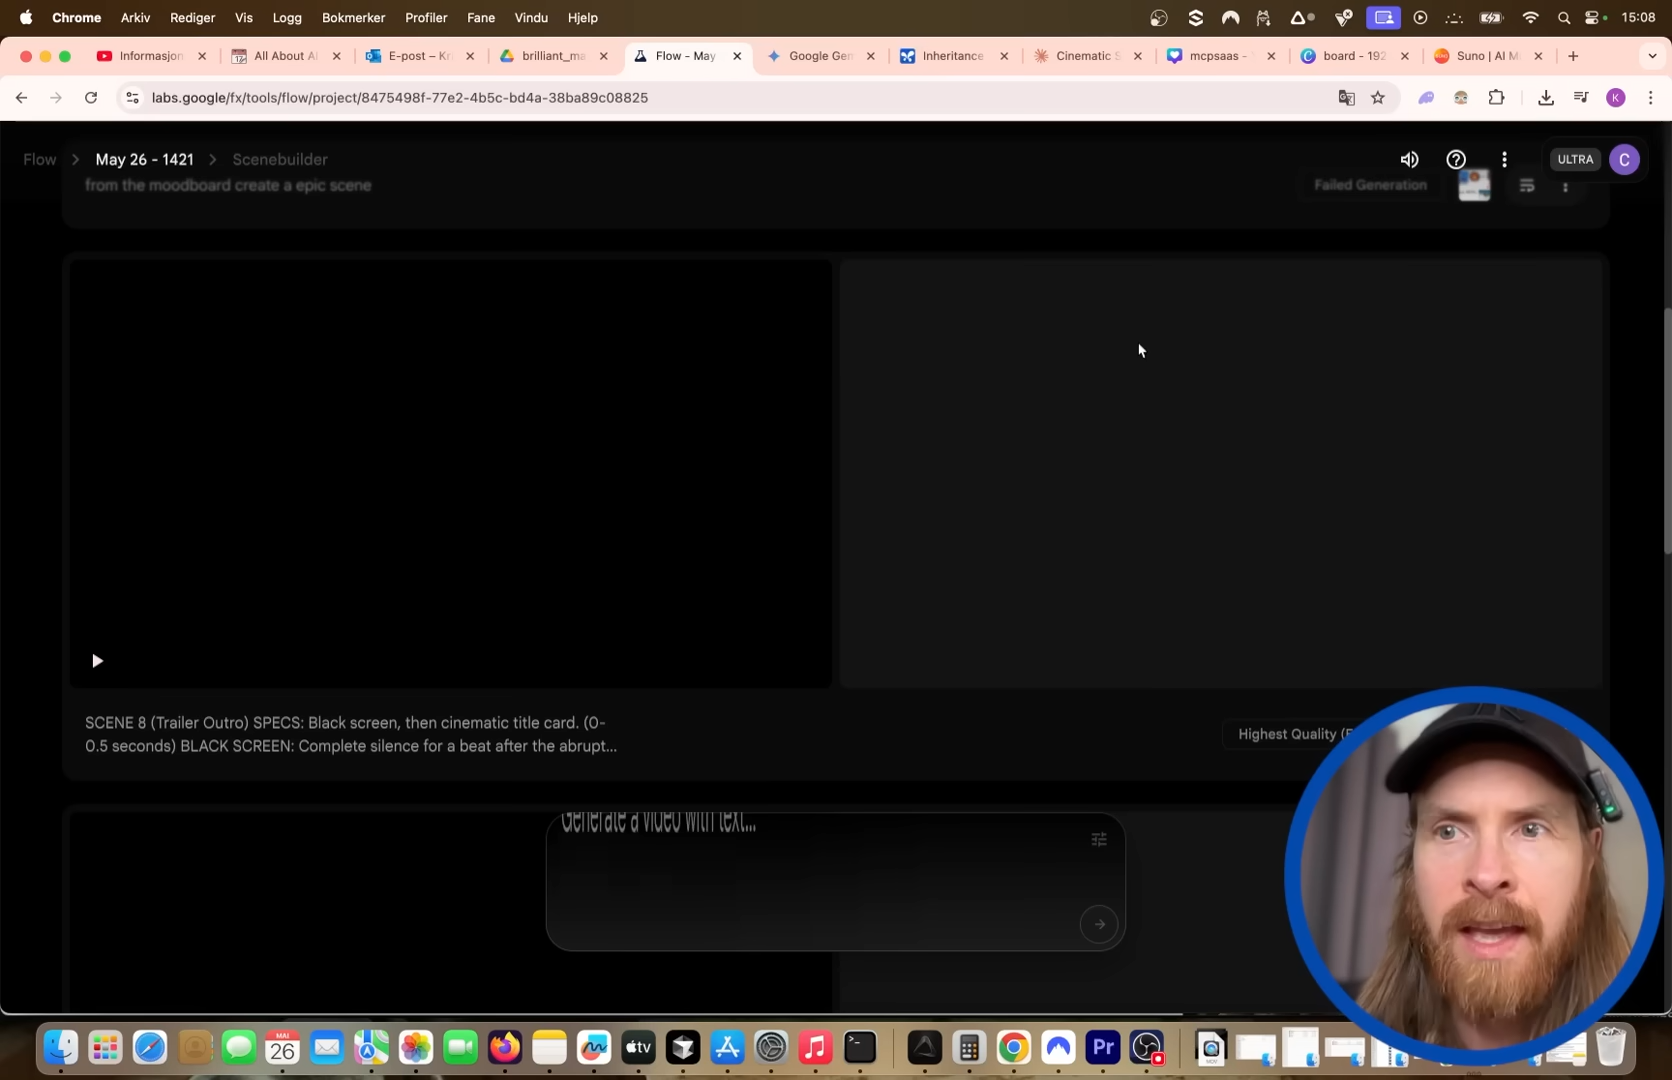 Chrome Arkiv Rediger Vis Logg Bokmerker Profiler Fane Vindu Hjelp 15:08
Informasjon All About AI E-post – Kr brilliant_ma Flow - May Google Gen Inheritance Cinematic S mcpsaas - board - 192 Suno | AI M
labs.google/fx/tools/flow/project/8475498f-77e2-4b5c-bd4a-38ba89c08825 K
Flow May 26 - 1421 Scenebuilder ULTRA C
from the moodboard create a epic scene Failed Generation
SCENE 8 (Trailer Outro) SPECS: Black screen, then cinematic title card. (0-
0.5 seconds) BLACK SCREEN: Complete silence for a beat after the abrupt...
Highest Quality (E
Generate a video with text...
MAI
26
tv
Pr